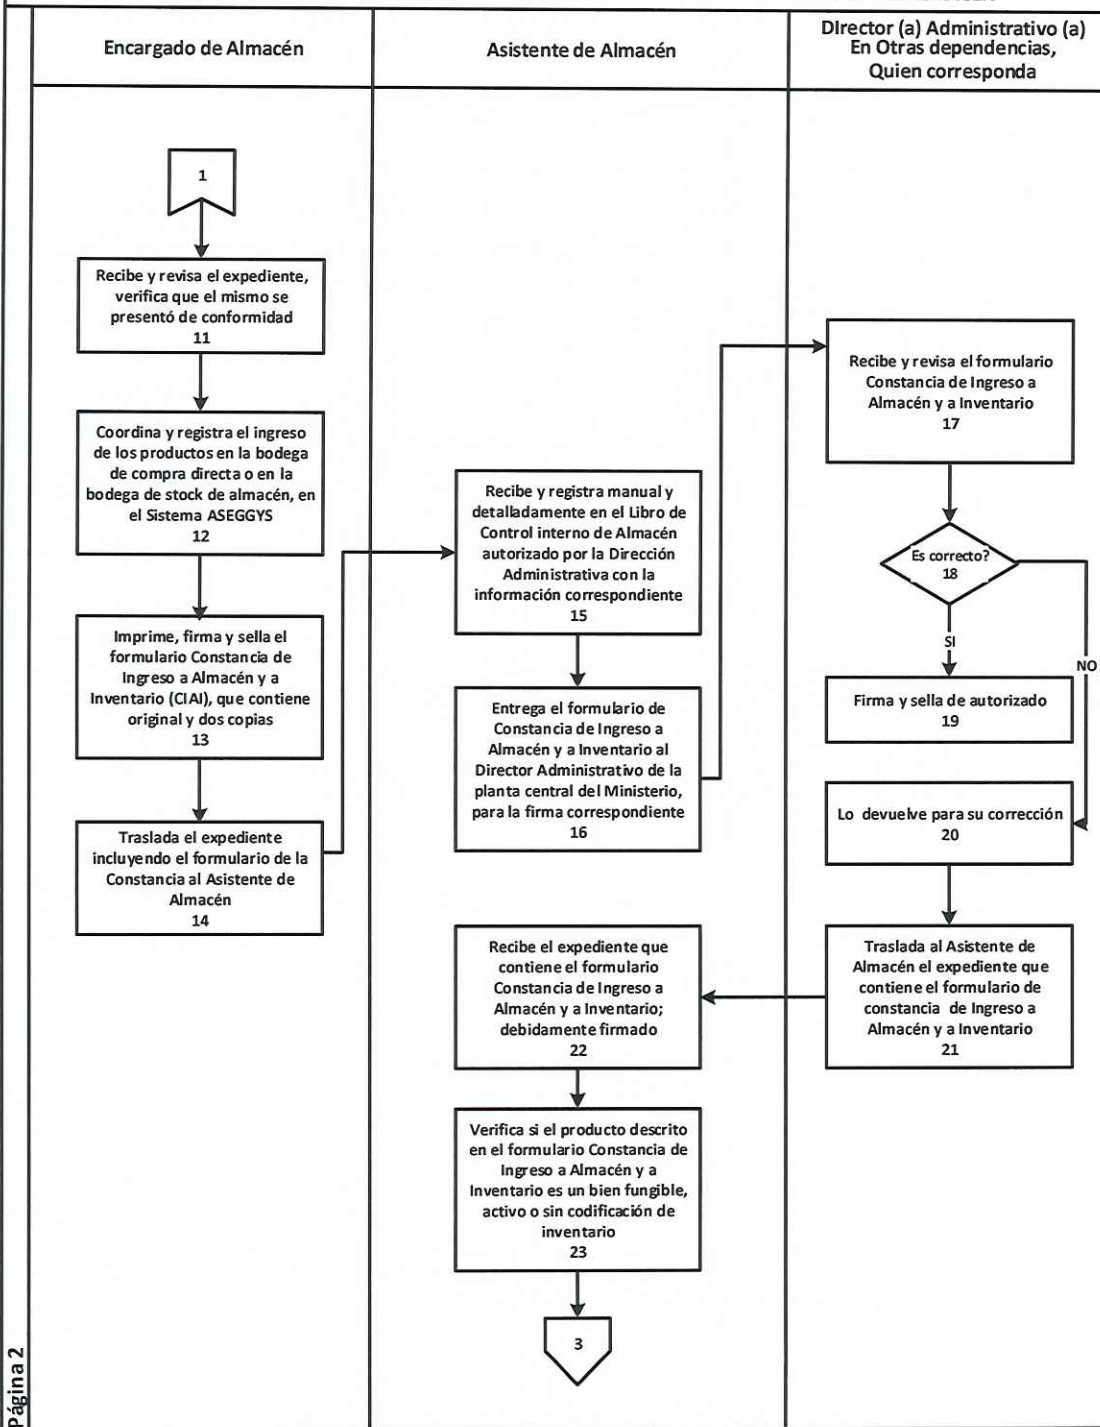 Encargado de Almacén
Asistente de Almacén
Director (a) Administrativo (a)
En Otras dependencias,
Quien corresponda
1
Recibe y revisa el expediente,
verifica que el mismo se
presentó de conformidad
11
Coordina y registra el ingreso
de los productos en la bodega
de compra directa o en la
bodega de stock de almacén, en
el Sistema ASEGGYS
12
Imprime, firma y sella el
formulario Constancia de
Ingreso a Almacén y a
Inventario (CIAI), que contiene
original y dos copias
13
Traslada el expediente
incluyendo el formulario de la
Constancia al Asistente de
Almacén
14
Recibe y registra manual y
detalladamente en el Libro de
Control interno de Almacén
autorizado por la Dirección
Administrativa con la
información correspondiente
15
Entrega el formulario de
Constancia de Ingreso a
Almacén y a Inventario al
Director Administrativo de la
planta central del Ministerio,
para la firma correspondiente
16
Recibe y revisa el formulario
Constancia de Ingreso a
Almacén y a Inventario
17
Es correcto?
18
SI
NO
Firma y sella de autorizado
19
Lo devuelve para su corrección
20
Traslada al Asistente de
Almacén el expediente que
contiene el formulario de
constancia de Ingreso a
Almacén y a Inventario
21
Recibe el expediente que
contiene el formulario
Constancia de Ingreso a
Almacén y a Inventario;
debidamente firmado
22
Verifica si el producto descrito
en el formulario Constancia de
Ingreso a Almacén y a
Inventario es un bien fungible,
activo o sin codificación de
inventario
23
3
Página 2